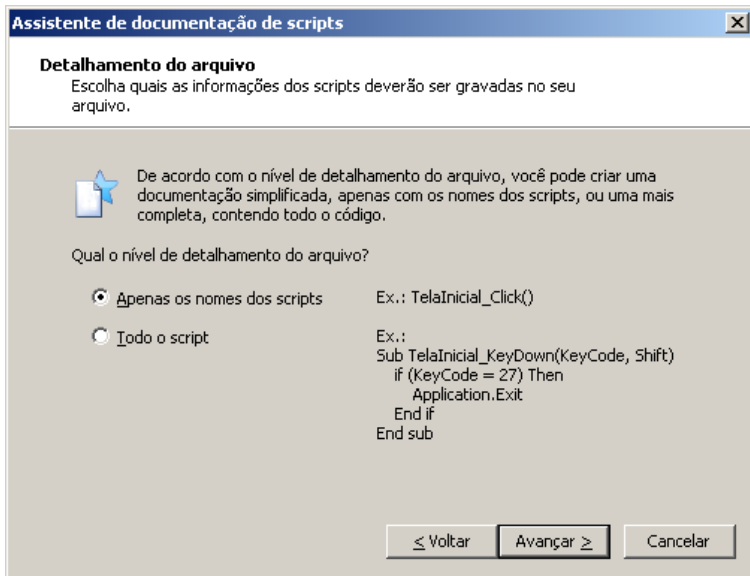 Assistente de documentação de scripts
Detalhamento do arquivo
Escolha quais as informações dos scripts deverão ser gravadas no seu
arquivo.
De acordo com o nível de detalhamento do arquivo, você pode criar uma
documentação simplificada, apenas com os nomes dos scripts, ou uma mais
completa, contendo todo o código.
Qual o nível de detalhamento do arquivo?
Apenas os nomes dos scripts
Ex.: TelaInicial_Click()
Todo o script
Ex.:
Sub TelaInicial_KeyDown(KeyCode, Shift)
if (KeyCode = 27) Then
Application.Exit
End if
End sub
< Voltar
Avançar >
Cancelar